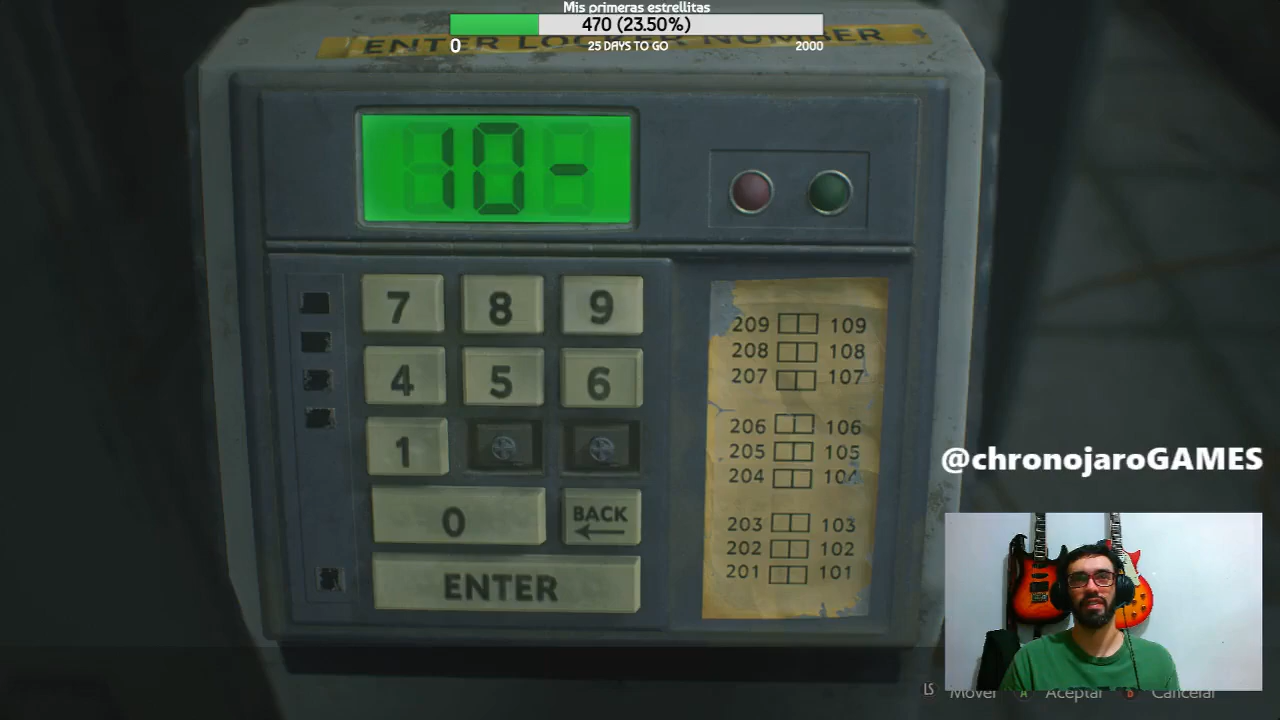 Mis primeras estrellitas
470 (23.50%)
0 25 DAYS TO GO 2000
ENTER LOCKER NUMBER
10-
7 8 9
4 5 6
1
0 BACK
ENTER
209 109
208 108
207 107
206 106
205 105
204 104
203 103
202 102
201 101
@chronojaroGAMES
LS Mover A Aceptar B Cancelar